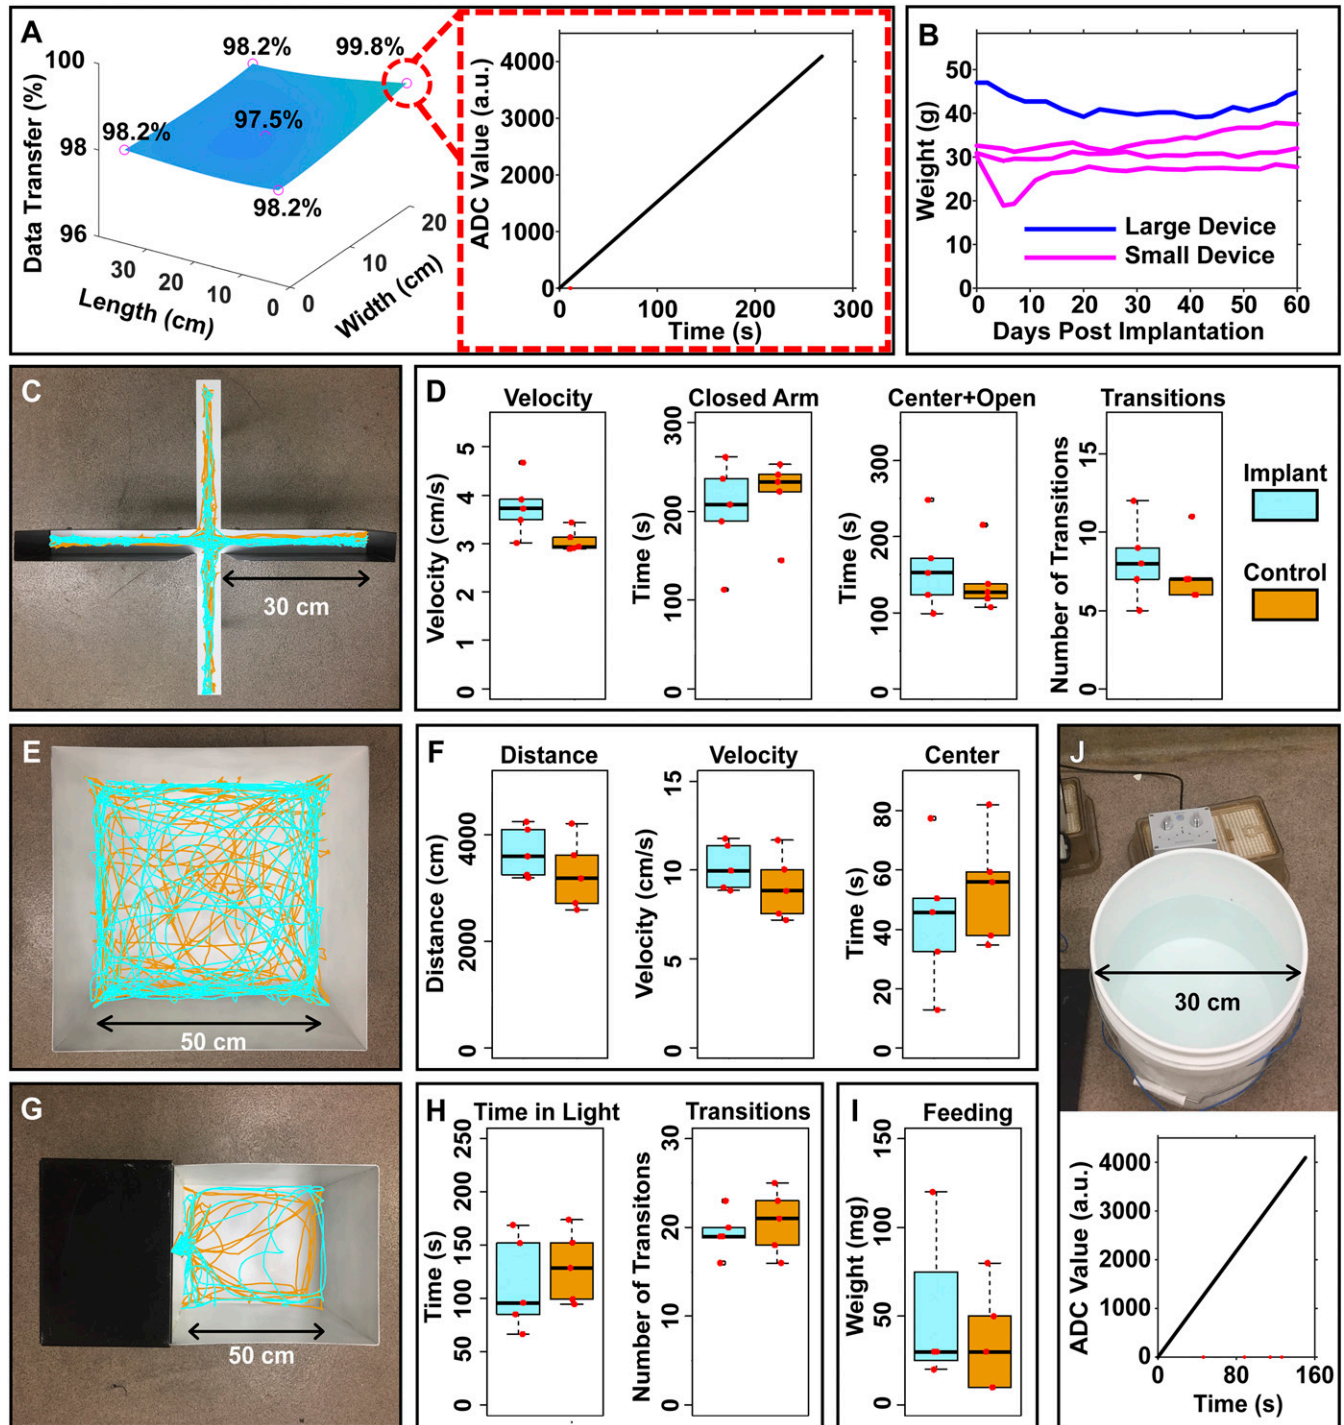 A
98.2%
99.8%
98.2%
97.5%
98.2%
100
98
96
Data Transfer (%)
30
20
10
0
Length (cm)
0
10
20
Width (cm)
4000
3000
2000
1000
0
ADC Value (a.u.)
0
100
200
300
Time (s)
B
50
40
30
20
10
0
Weight (g)
Large Device
Small Device
0
10
20
30
40
50
60
Days Post Implantation
C
30 cm
D
Velocity
5
4
3
2
1
0
Velocity (cm/s)
Closed Arm
300
200
100
0
Time (s)
Center+Open
300
200
100
0
Time (s)
Transitions
15
10
5
0
Number of Transitions
Implant
Control
E
50 cm
F
Distance
4000
2000
0
Distance (cm)
Velocity
15
10
5
0
Velocity (cm/s)
Center
80
60
40
20
0
Time (s)
G
50 cm
H
Time in Light
250
200
150
100
50
0
Time (s)
Transitions
30
20
10
0
Number of Transitons
I
Feeding
150
100
50
0
Weight (mg)
J
30 cm
4000
3000
2000
1000
0
ADC Value (a.u.)
0
80
160
Time (s)